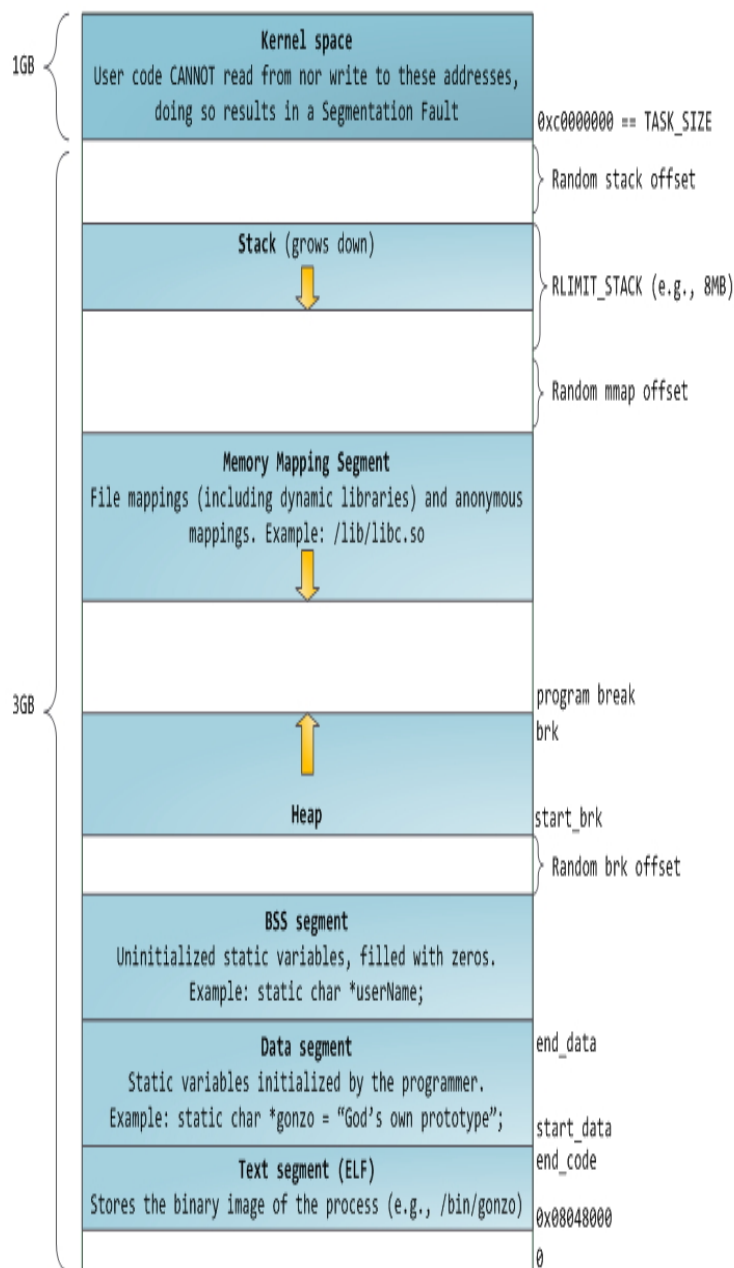 1GB
Kernel space
User code CANNOT read from nor write to these addresses,
doing so results in a Segmentation Fault
0xc0000000 == TASK_SIZE
Random stack offset
Stack (grows down)
RLIMIT_STACK (e.g., 8MB)
Random mmap offset
Memory Mapping Segment
File mappings (including dynamic libraries) and anonymous
mappings. Example: /lib/libc.so
3GB
program break
brk
Heap
start_brk
Random brk offset
BSS segment
Uninitialized static variables, filled with zeros.
Example: static char *userName;
Data segment
Static variables initialized by the programmer.
Example: static char *gonzo = “God’s own prototype”;
end_data
start_data
end_code
Text segment (ELF)
Stores the binary image of the process (e.g., /bin/gonzo)
0x08048000
0